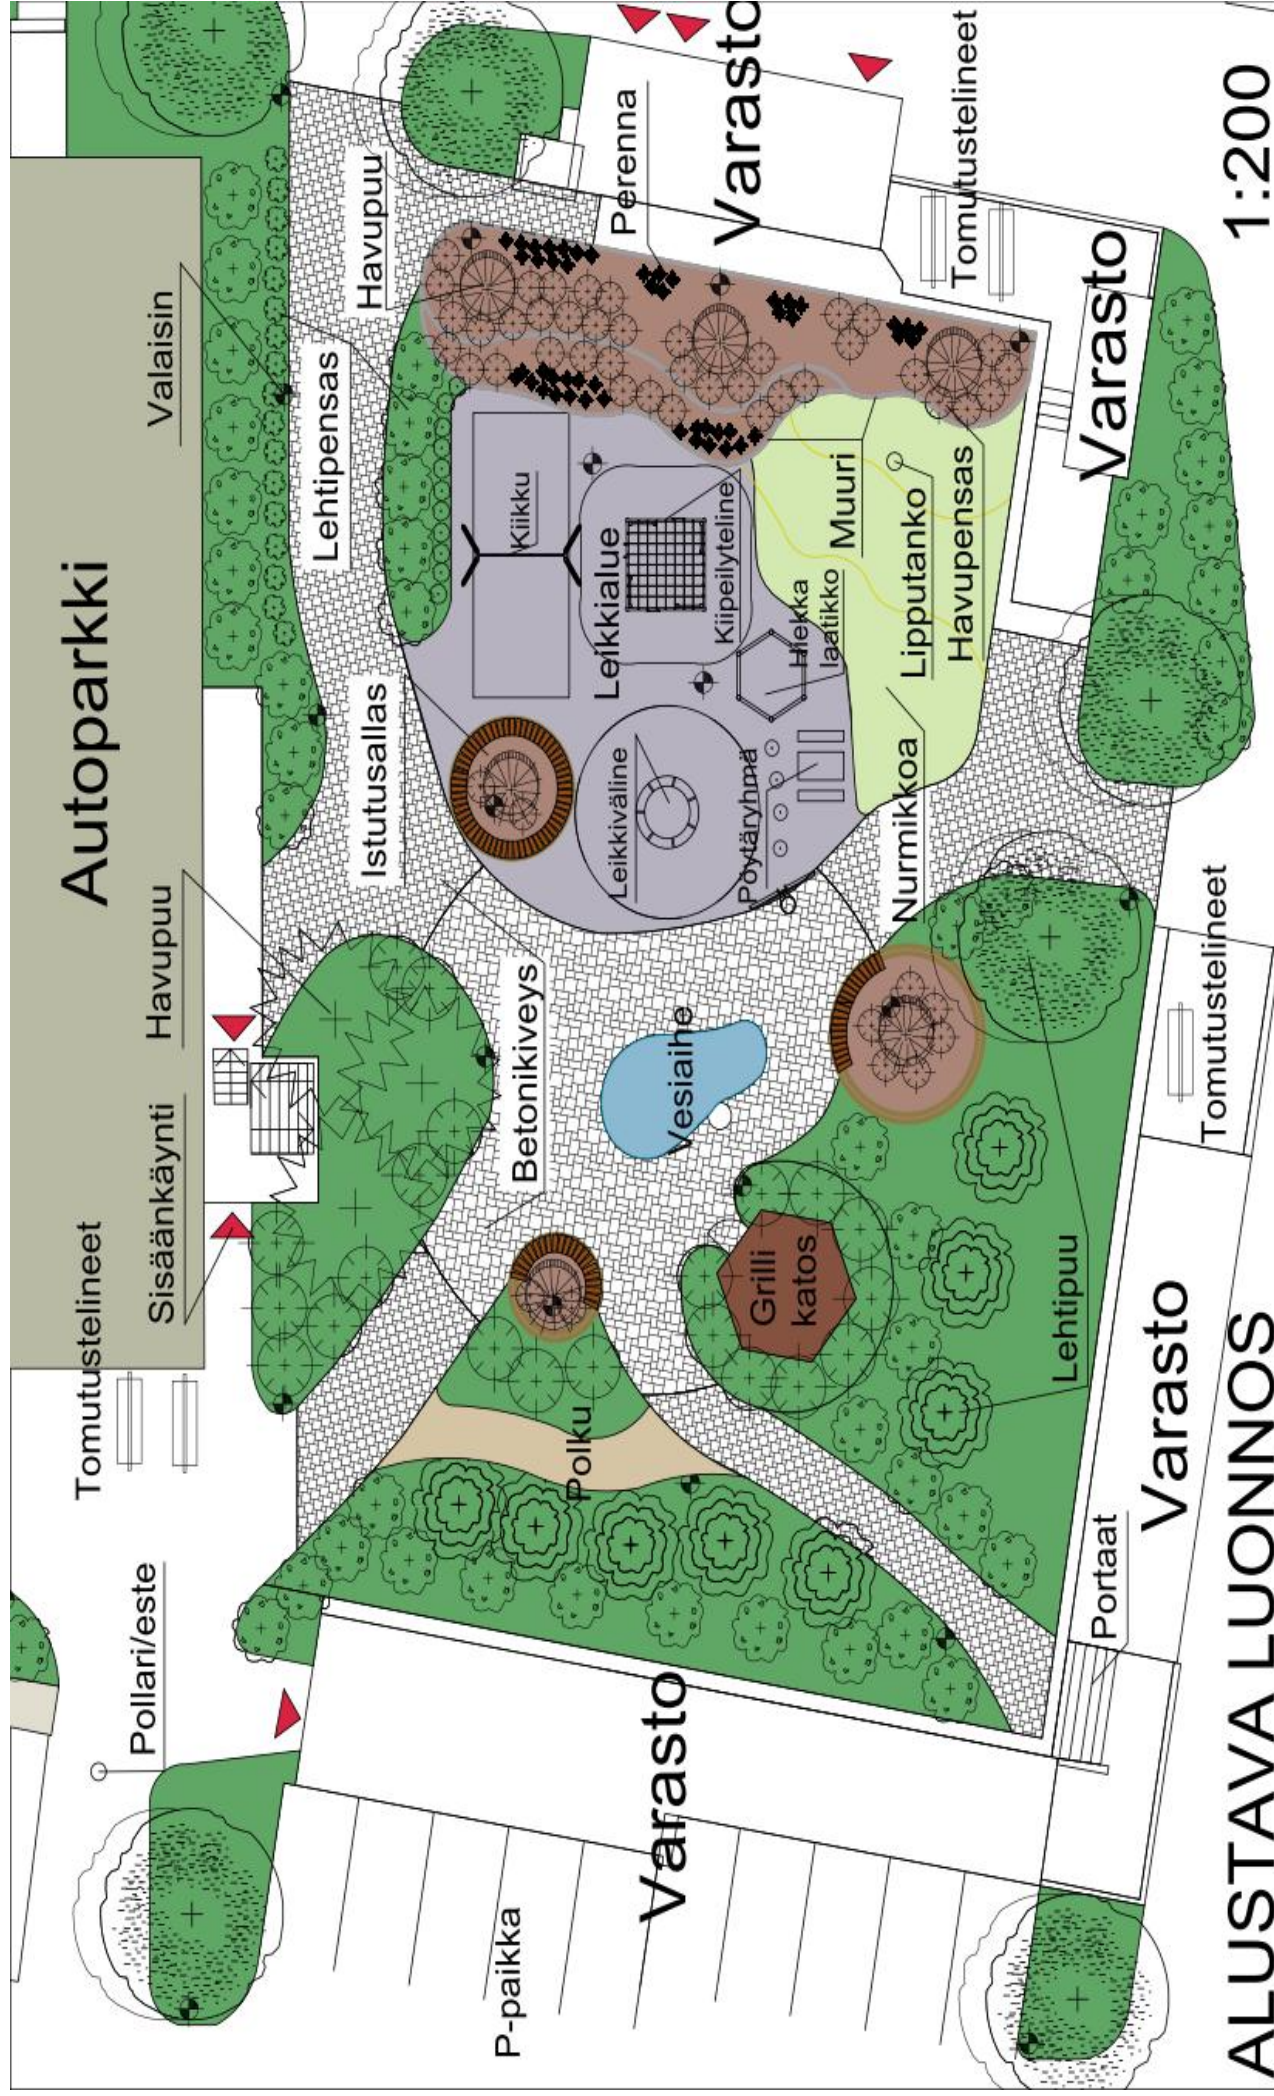 Autoparkki
Tomutustelineet
Sisäänkäynti
Havupuu
Valaisin
Pollari/este
Istutusallas
Lehtipensas
Havupuu
Betonikiveys
Kiikku
P-paikka
Polku
Leikkiväline
Leikkialue
Perenna
Varasto
Vesiaihe
Pöytäryhmä
Kiipeilyteline
Varasto
Grilli
katos
Hiekka
laatikko
Muuri
Nurmikkoa
Lipputanko
Havupensas
Tomutustelineet
Lehtipuu
Portaat
Varasto
Varasto
Tomutustelineet
ALUSTAVA LUONNOS
1:200